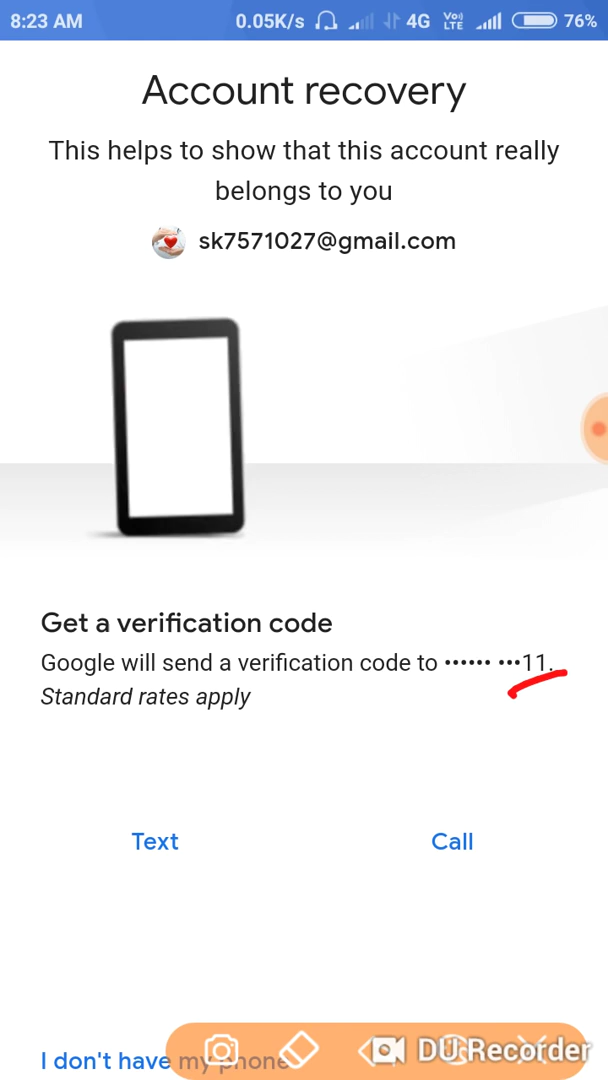 8:23 AM 0.05K/s 4G Vo) LTE 76%
Account recovery
This helps to show that this account really
belongs to you
sk7571027@gmail.com
Get a verification code
Google will send a verification code to •••••• •••11.
Standard rates apply
Text Call
I don't have my phone
DU Recorder